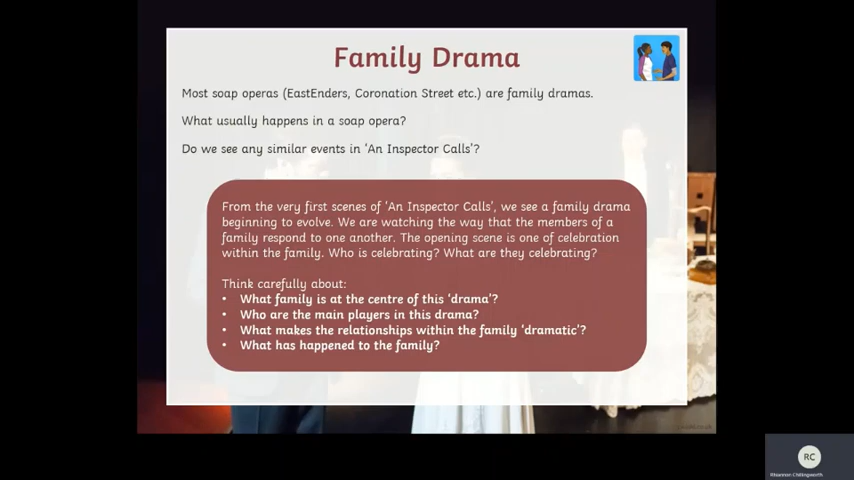 Family Drama
Most soap operas (EastEnders, Coronation Street etc.) are family dramas.
What usually happens in a soap opera?
Do we see any similar events in ‘An Inspector Calls’?
From the very first scenes of ‘An Inspector Calls’, we see a family drama
beginning to evolve. We are watching the way that the members of a
family respond to one another. The opening scene is one of celebration
within the family. Who is celebrating? What are they celebrating?
Think carefully about:
• What family is at the centre of this ‘drama’?
• Who are the main players in this drama?
• What makes the relationships within the family ‘dramatic’?
• What has happened to the family?
RC
Rhiannon Chillingworth